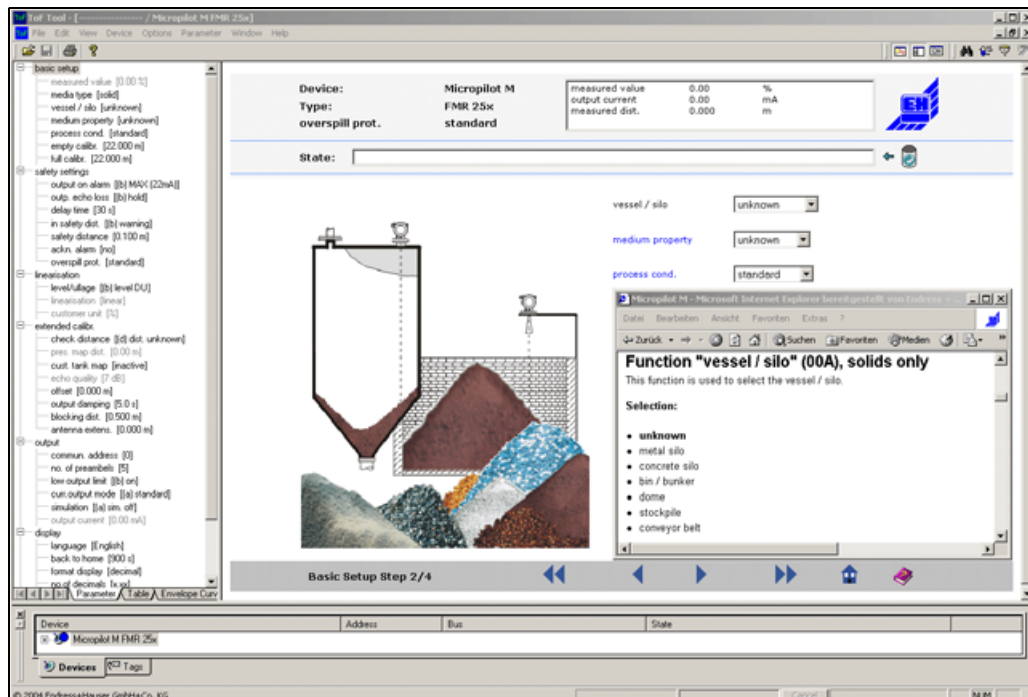 ToF Tool - [---------------- / Micropilot M FMR 25x]
File Edit View Device Options Parameter Window Help
basic setup
measured value [0.00 %]
media type [solid]
vessel / silo [unknown]
medium property [unknown]
process cond. [standard]
empty calibr. [22.000 m]
full calibr. [22.000 m]
safety settings
output on alarm [(b) MAX (22mA)]
outp. echo loss [(b) hold]
delay time [30 s]
in safety dist. [(b) warning]
safety distance [0.100 m]
ackn. alarm [no]
overspill prot. [standard]
linearisation
level/ullage [(b) level DU]
linearisation [linear]
customer unit [%]
extended calibr.
check distance [(d) dist. unknown]
pres. map dist. [0.00 m]
cust. tank map [inactive]
echo quality [7 dB]
offset [0.000 m]
output damping [5.0 s]
blocking dist. [0.500 m]
antenna extens. [0.000 m]
output
commun. address [0]
no. of preambels [5]
low output limit [(b) on]
curr.output mode [(a) standard]
simulation [(a) sim. off]
output current [0.00 mA]
display
language [English]
back to home [900 s]
format display [decimal]
no.of decimals [x.xx]
Parameter Table Envelope Curv
Device: Micropilot M
Type: FMR 25x
overspill prot. standard
measured value 0.00 %
output current 0.00 mA
measured dist. 0.000 m
EH
State:
vessel / silo unknown
medium property unknown
process cond. standard
Micropilot M - Microsoft Internet Explorer bereitgestellt von Endress +
Datei Bearbeiten Ansicht Favoriten Extras ?
Zurück Suchen Favoriten Medien
Function "vessel / silo" (00A), solids only
This function is used to select the vessel / silo.
Selection:
• unknown
• metal silo
• concrete silo
• bin / bunker
• dome
• stockpile
• conveyor belt
Basic Setup Step 2/4
Device Address Bus State
Micropilot M FMR 25x
Devices Tags
© 2004 Endress+Hauser GmbH+Co. KG
Cancel
NUM